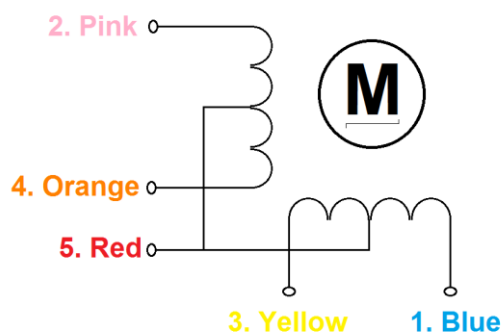 2. Pink
M
4. Orange
5. Red
3. Yellow
1. Blue